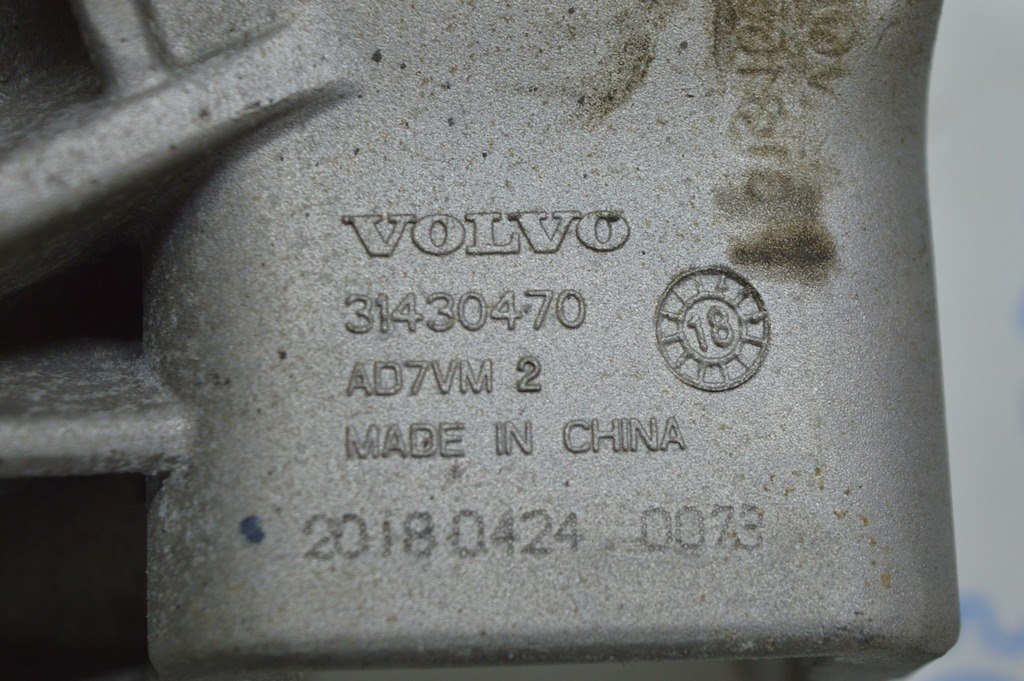 VOLVO
31430470
18
AD7VM 2
MADE IN CHINA
20180424 0073